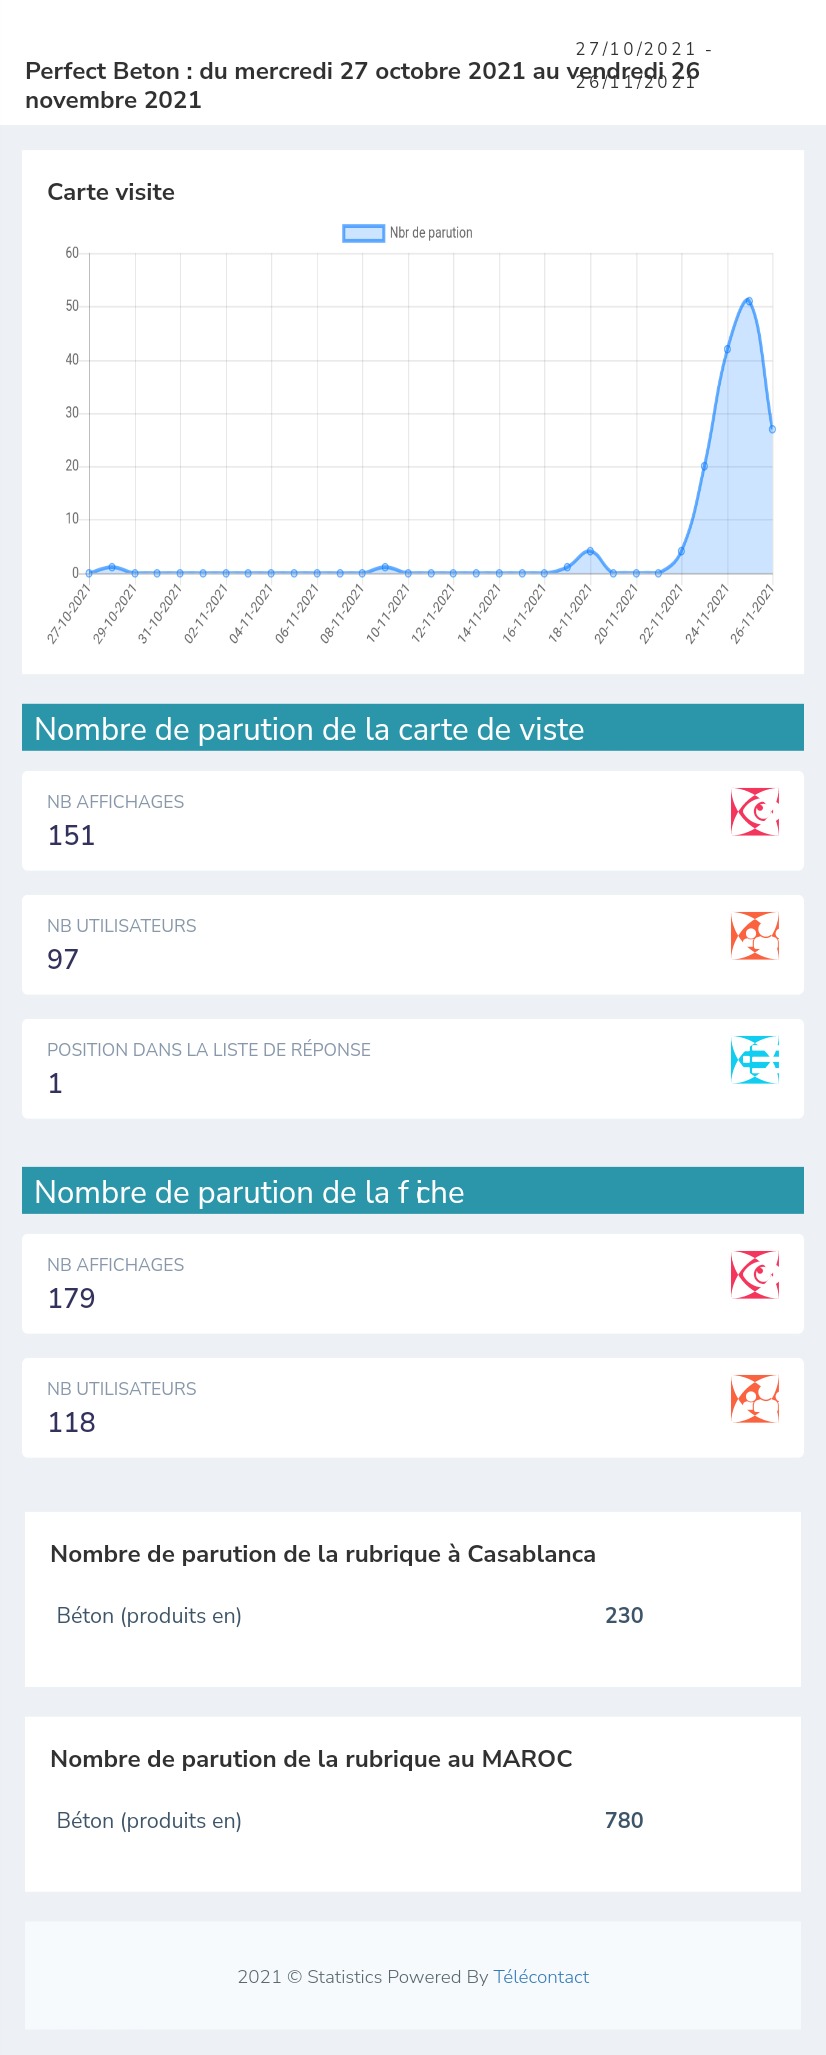 27/10/2021 -
26/11/2021
Perfect Beton : du mercredi 27 octobre 2021 au vendredi 26
novembre 2021
Carte visite
Nbr de parution
60
50
40
30
20
10
0
27-10-2021
29-10-2021
31-10-2021
02-11-2021
04-11-2021
06-11-2021
08-11-2021
10-11-2021
12-11-2021
14-11-2021
16-11-2021
18-11-2021
20-11-2021
22-11-2021
24-11-2021
26-11-2021
Nombre de parution de la carte de viste
NB AFFICHAGES
151
NB UTILISATEURS
97
POSITION DANS LA LISTE DE RÉPONSE
1
Nombre de parution de la fiche
NB AFFICHAGES
179
NB UTILISATEURS
118
Nombre de parution de la rubrique à Casablanca
Béton (produits en) 230
Nombre de parution de la rubrique au MAROC
Béton (produits en) 780
2021 © Statistics Powered By Télécontact